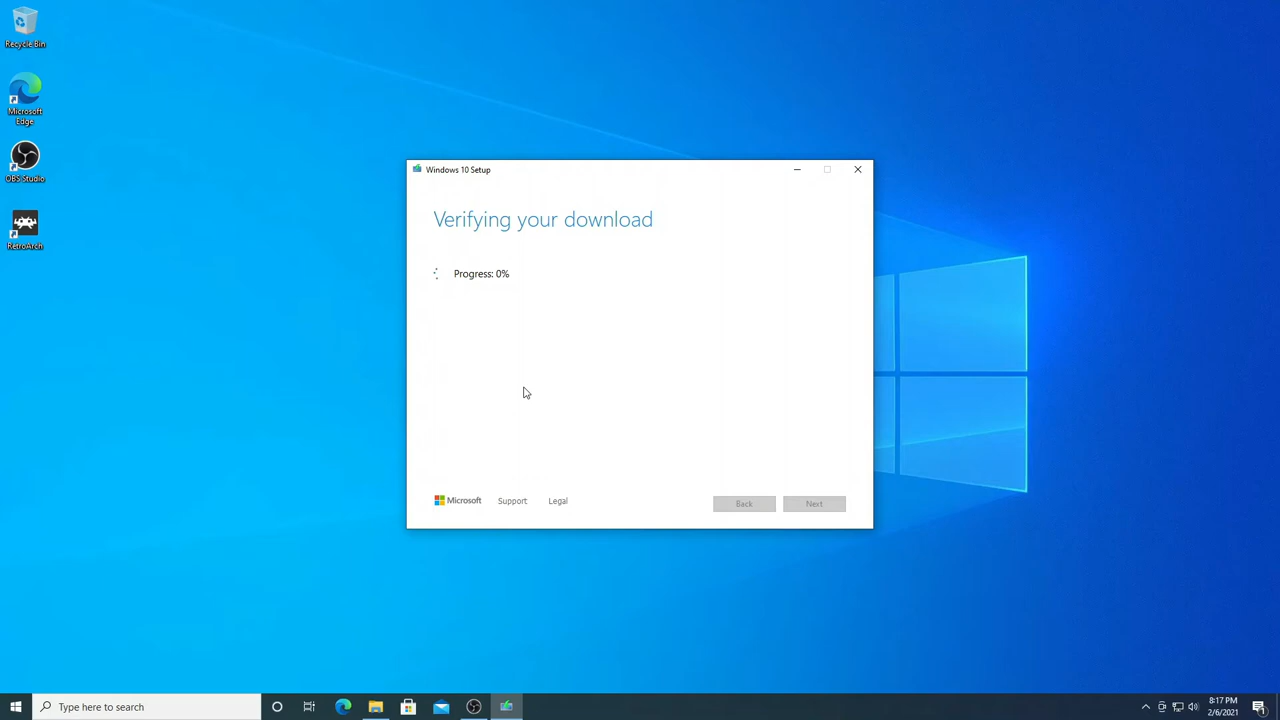 Recycle Bin
Microsoft
Edge
OBS Studio
RetroArch
Windows 10 Setup
Verifying your download
Progress: 0%
Microsoft
Support
Legal
Back
Next
Type here to search
8:17 PM
2/6/2021
1